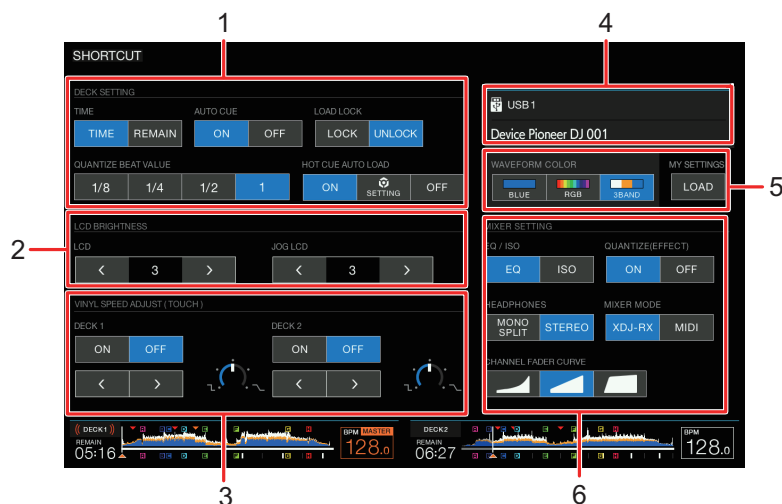 1
4
SHORTCUT
DECK SETTING
TIME
AUTO CUE
LOAD LOCK
TIME
REMAIN
ON
OFF
LOCK
UNLOCK
QUANTIZE BEAT VALUE
HOT CUE AUTO LOAD
1/8
1/4
1/2
1
ON
SETTING
OFF
USB 1
Device Pioneer DJ 001
WAVEFORM COLOR
MY SETTINGS
BLUE
RGB
3BAND
LOAD
5
2
LCD BRIGHTNESS
LCD
JOG LCD
<
3
>
<
3
>
VINYL SPEED ADJUST ( TOUCH )
DECK 1
DECK 2
ON
OFF
ON
OFF
<
>
<
>
MIXER SETTING
EQ / ISO
QUANTIZE(EFFECT)
EQ
ISO
ON
OFF
HEADPHONES
MIXER MODE
MONO
SPLIT
STEREO
XDJ-RX
MIDI
CHANNEL FADER CURVE
DECK1
REMAIN
05:16
BPM
MASTER
128.0
DECK2
REMAIN
06:27
BPM
128.0
3
6